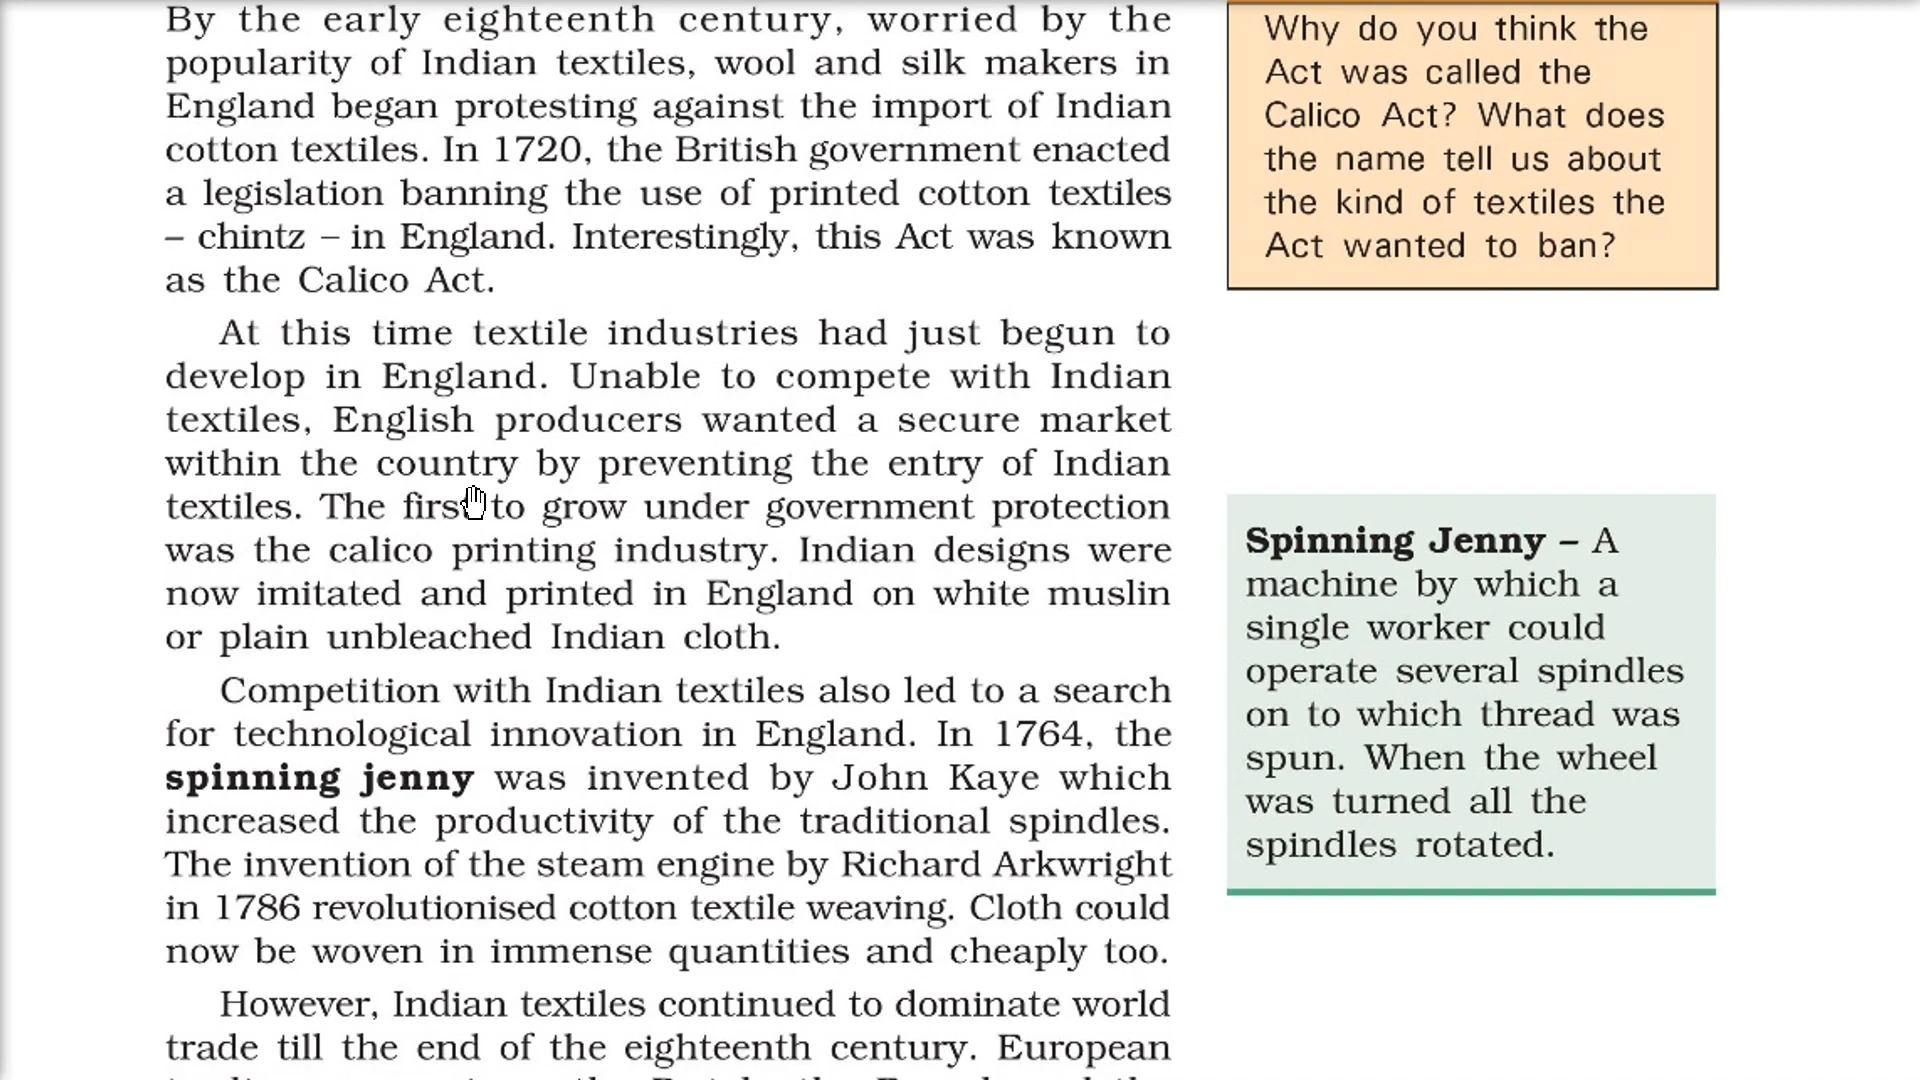 By the early eighteenth century, worried by the
popularity of Indian textiles, wool and silk makers in
England began protesting against the import of Indian
cotton textiles. In 1720, the British government enacted
a legislation banning the use of printed cotton textiles
– chintz – in England. Interestingly, this Act was known
as the Calico Act.
At this time textile industries had just begun to
develop in England. Unable to compete with Indian
textiles, English producers wanted a secure market
within the country by preventing the entry of Indian
textiles. The first to grow under government protection
was the calico printing industry. Indian designs were
now imitated and printed in England on white muslin
or plain unbleached Indian cloth.
Competition with Indian textiles also led to a search
for technological innovation in England. In 1764, the
spinning jenny was invented by John Kaye which
increased the productivity of the traditional spindles.
The invention of the steam engine by Richard Arkwright
in 1786 revolutionised cotton textile weaving. Cloth could
now be woven in immense quantities and cheaply too.
However, Indian textiles continued to dominate world
trade till the end of the eighteenth century. European
Why do you think the
Act was called the
Calico Act? What does
the name tell us about
the kind of textiles the
Act wanted to ban?
Spinning Jenny – A
machine by which a
single worker could
operate several spindles
on to which thread was
spun. When the wheel
was turned all the
spindles rotated.